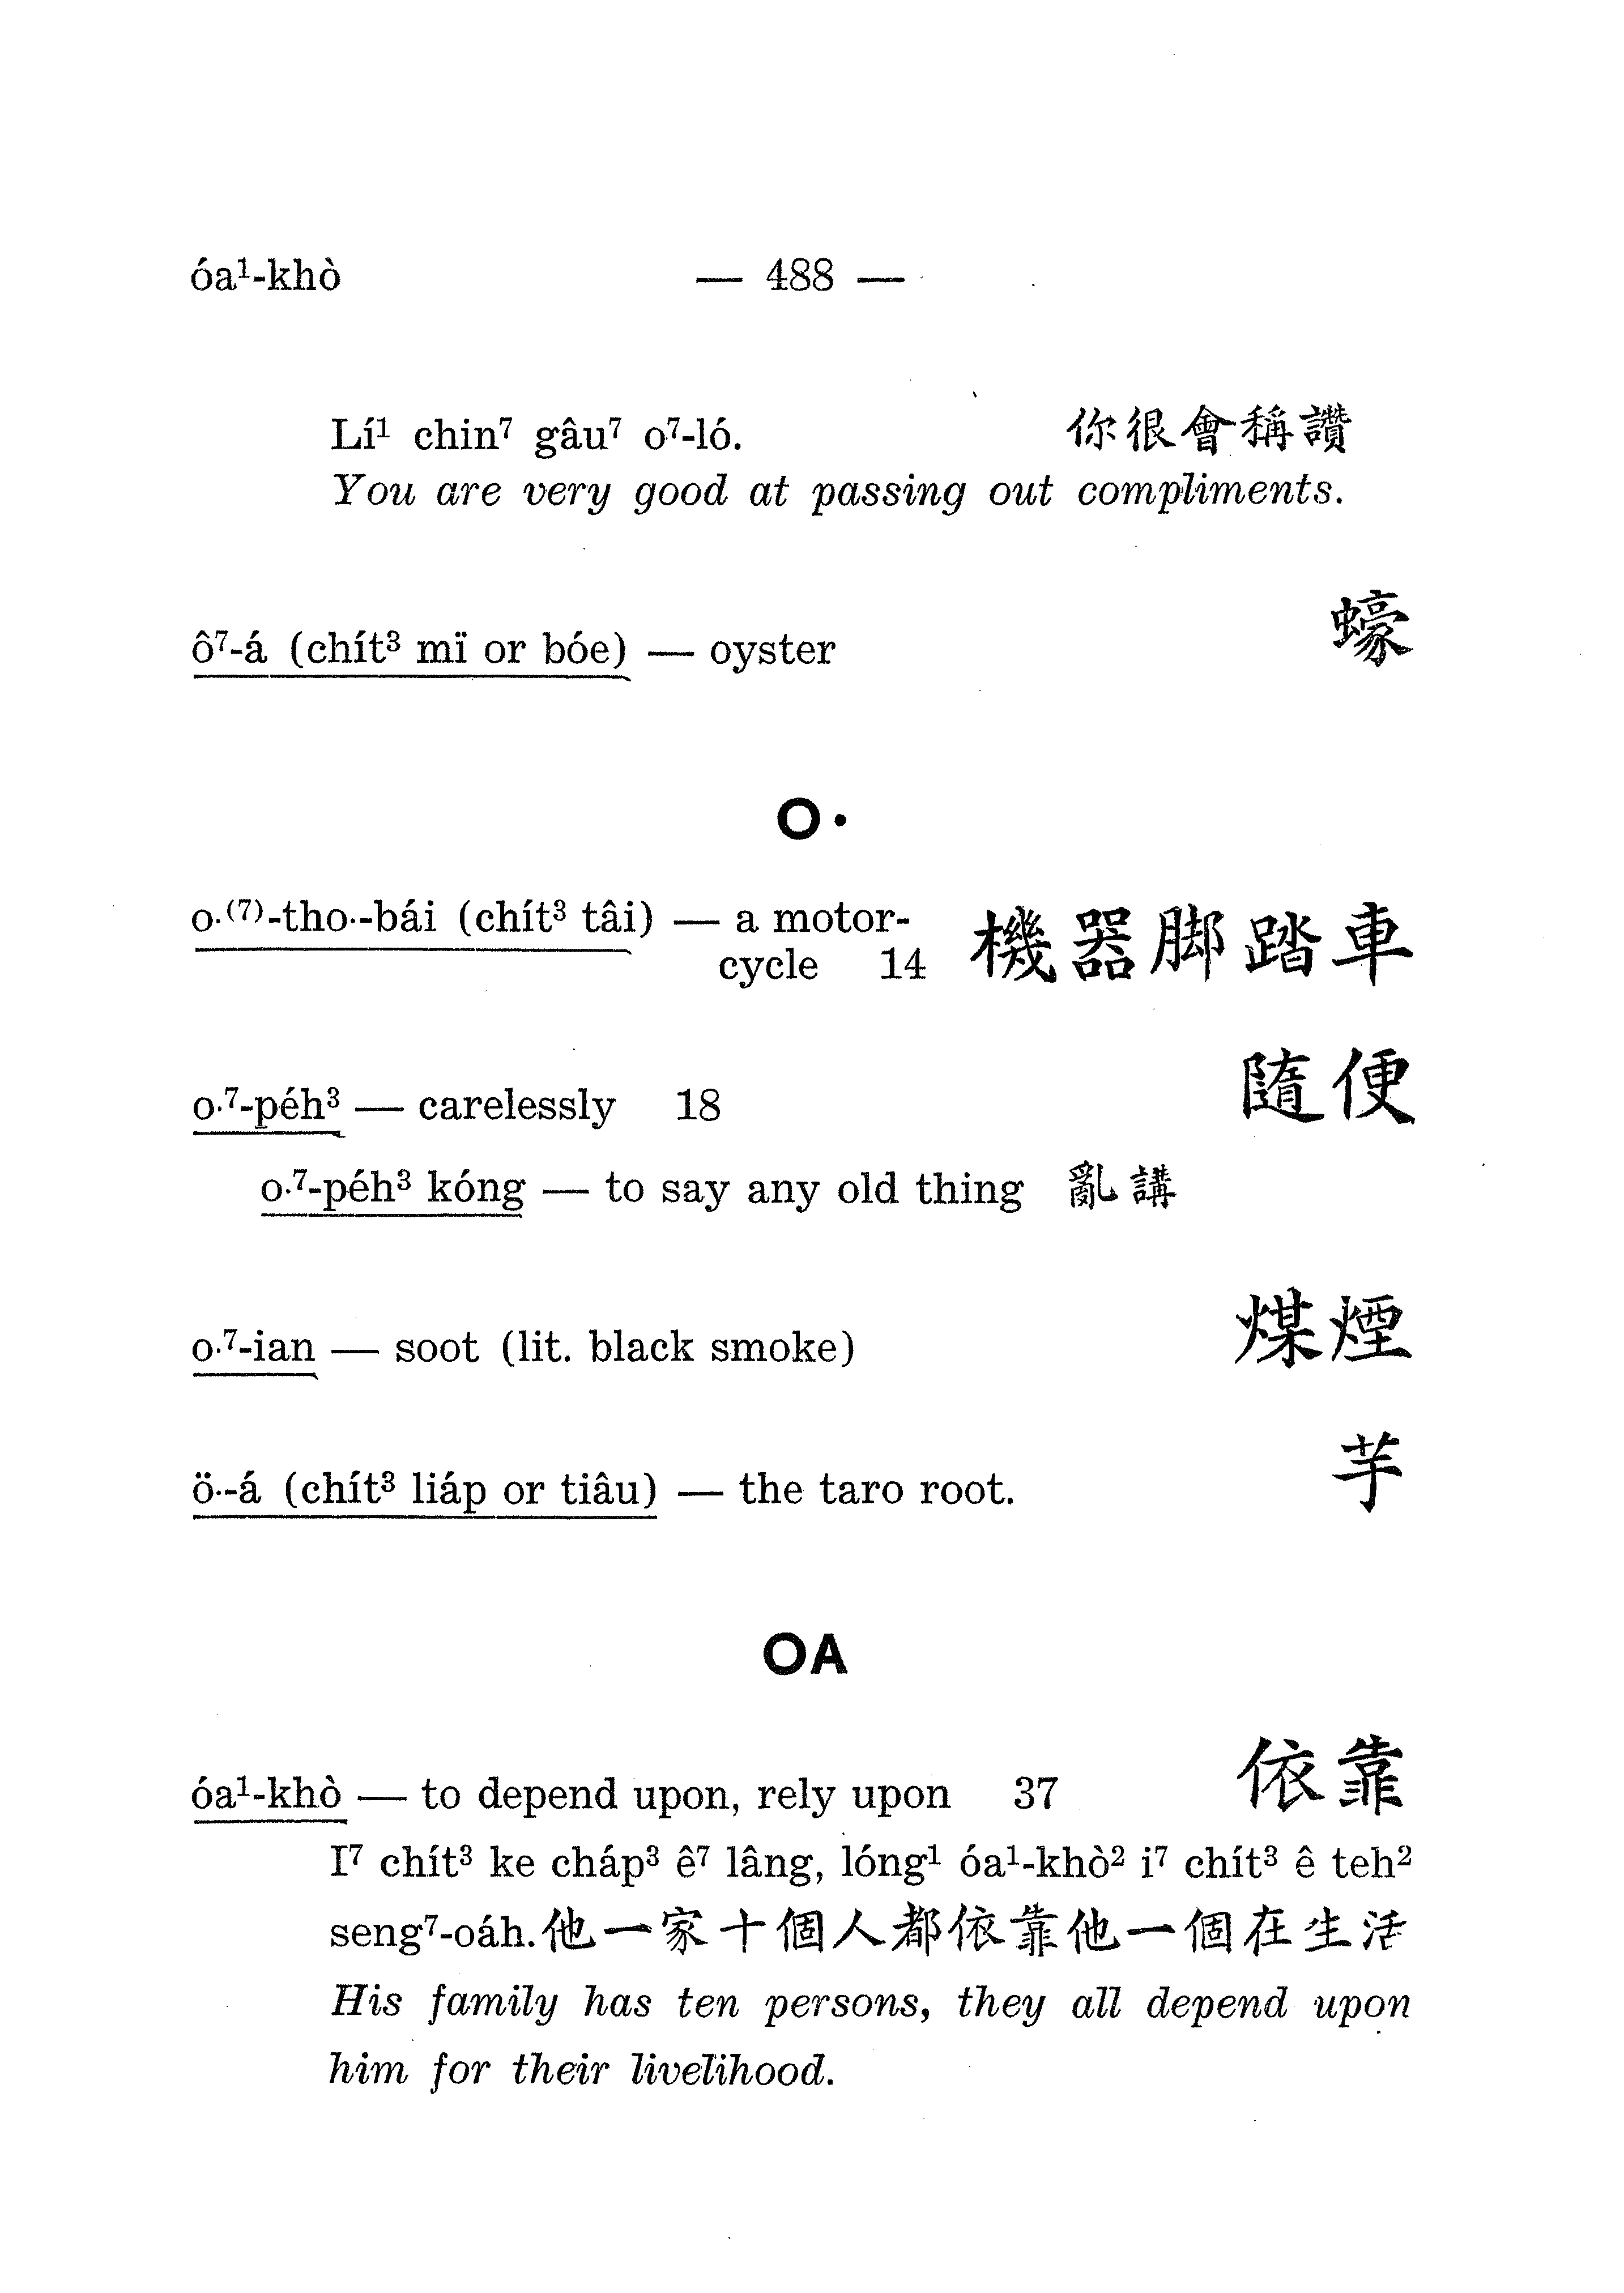 óa¹-khò — 488 —
Lí¹ chin⁷ gâu⁷ o⁷-ló. 你很會稱讚
You are very good at passing out compliments.
ô⁷-á (chít³ mï or bóe) — oyster 蠔
O·
o·⁽⁷⁾-tho·-bái (chít³ tâi) — a motor-
cycle 14 機器脚踏車
o·⁷-péh³ — carelessly 18 隨便
o·⁷-péh³ kóng — to say any old thing 亂講
o·⁷-ian — soot (lit. black smoke) 煤煙
ö·-á (chít³ liáp or tiâu) — the taro root. 芋
OA
óa¹-khò — to depend upon, rely upon 37 依靠
I⁷ chít³ ke cháp³ ê⁷ lâng, lóng¹ óa¹-khò² i⁷ chít³ ê teh²
seng⁷-oáh. 他一家十個人都依靠他一個在生活
His family has ten persons, they all depend upon
him for their livelihood.